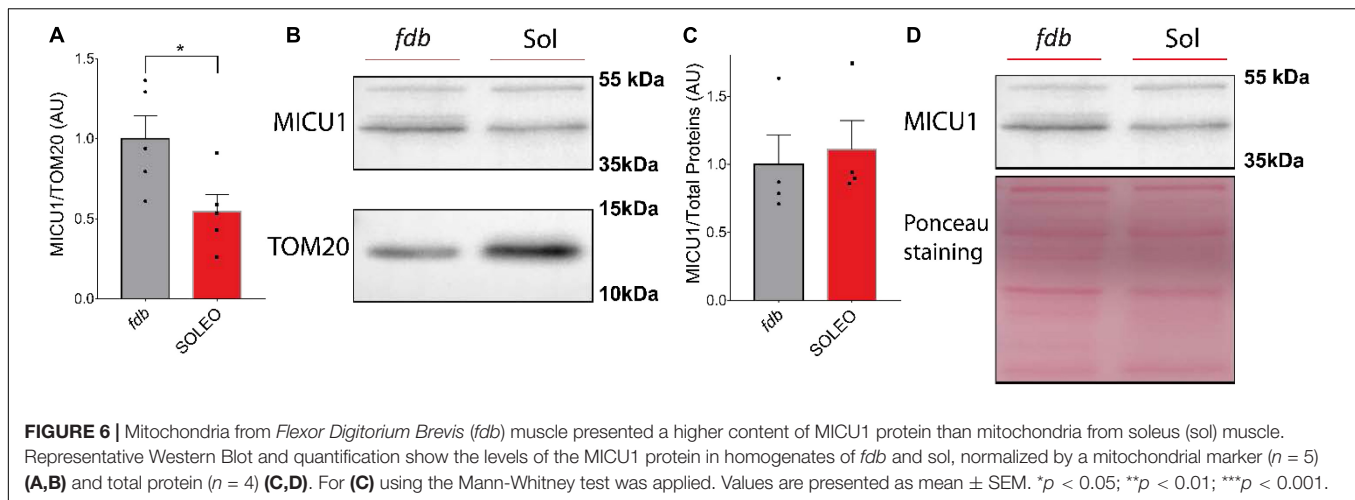 A
*
MICU1/TOM20 (AU)
1.5
1.0
0.5
0.0
fdb
SOLEO
B
fdb Sol
55 kDa
MICU1
35kDa
15kDa
TOM20
10kDa
C
MICU1/Total Proteins (AU)
1.5
1.0
0.5
0.0
fdb
SOLEO
D
fdb Sol
55 kDa
MICU1
35kDa
Ponceau
staining
FIGURE 6 | Mitochondria from Flexor Digitorium Brevis (fdb) muscle presented a higher content of MICU1 protein than mitochondria from soleus (sol) muscle.
Representative Western Blot and quantification show the levels of the MICU1 protein in homogenates of fdb and sol, normalized by a mitochondrial marker (n = 5)
(A,B) and total protein (n = 4) (C,D). For (C) using the Mann-Whitney test was applied. Values are presented as mean ± SEM. *p < 0.05; **p < 0.01; ***p < 0.001.